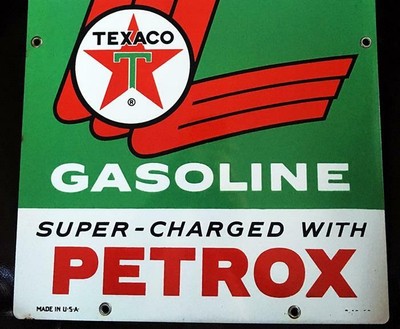 TEXACO
T
®
GASOLINE
SUPER-CHARGED WITH
PETROX
MADE IN U·S·A·